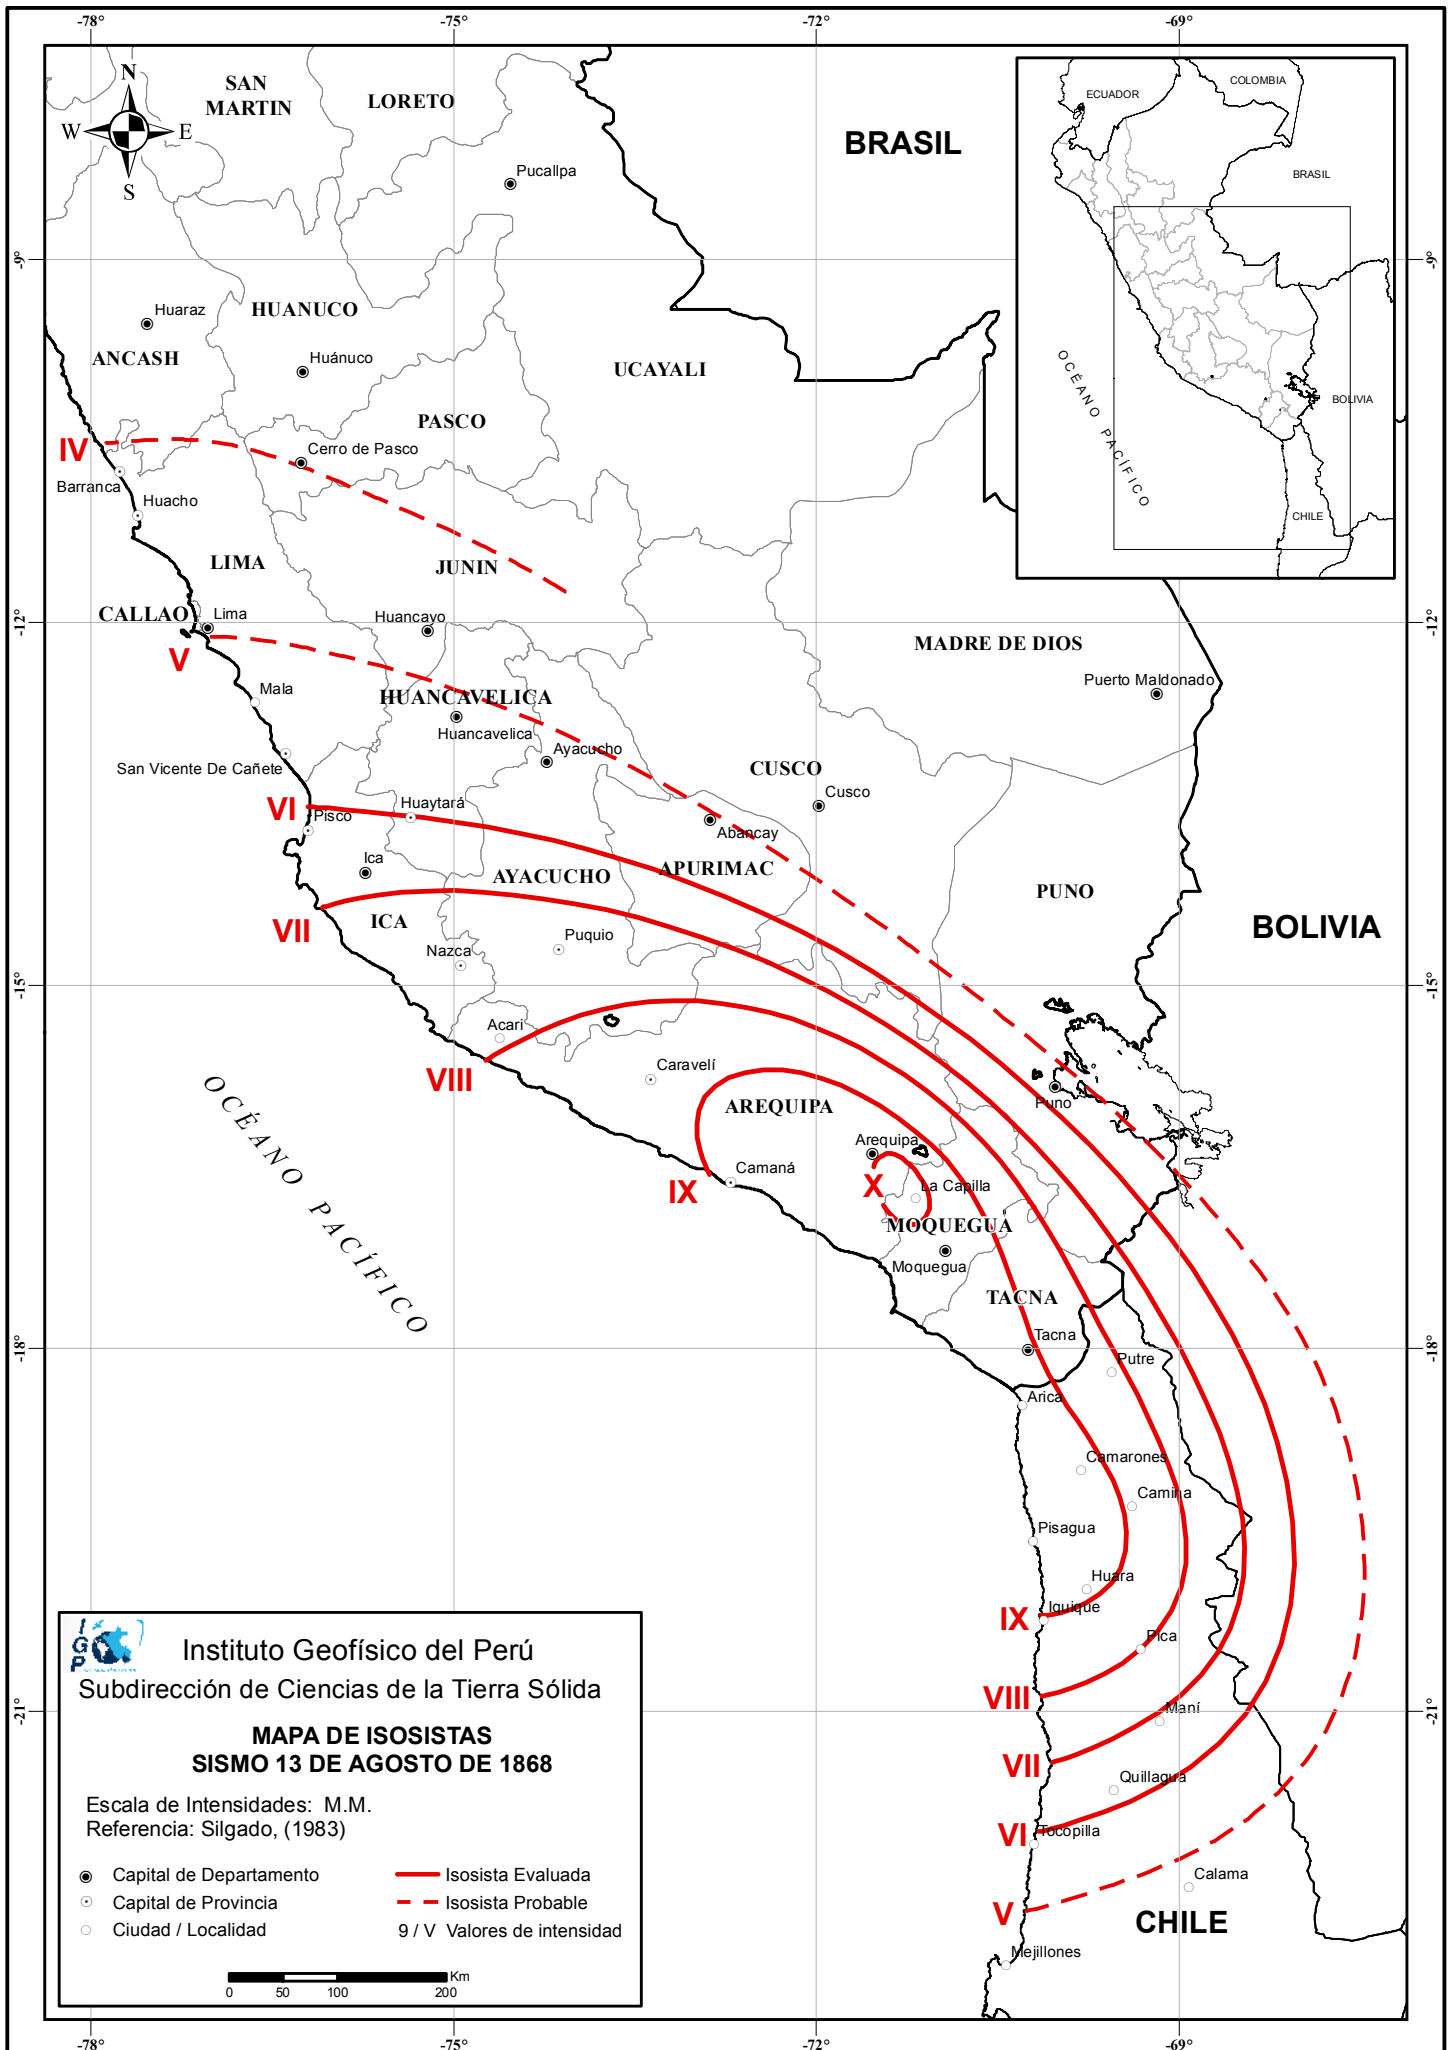 -78°
-75°
-72°
-69°
N
W
E
S
SAN
MARTIN
LORETO
BRASIL
Pucallpa
ECUADOR
COLOMBIA
BRASIL
BOLIVIA
CHILE
OCÉANO PACÍFICO
-9°
-9°
Huaraz
HUANUCO
ANCASH
Huánuco
UCAYALI
PASCO
IV
Cerro de Pasco
Barranca
Huacho
LIMA
JUNIN
CALLAO
Lima
Huancayo
-12°
-12°
V
MADRE DE DIOS
Puerto Maldonado
Mala
HUANCAVELICA
Huancavelica
Ayacucho
San Vicente De Cañete
CUSCO
Cusco
VI
Pisco
Huaytará
Abancay
Ica
AYACUCHO
APURIMAC
PUNO
VII
ICA
BOLIVIA
Nazca
Puquio
-15°
-15°
Acari
VIII
Caravelí
Puno
AREQUIPA
OCÉANO PACÍFICO
Arequipa
IX
Camaná
X
La Capilla
MOQUEGUA
Moquegua
TACNA
Tacna
-18°
-18°
Putre
Arica
Camarones
Camina
Pisagua
Huara
IX
Iquique
Pica
VIII
-21°
-21°
Maní
VII
Quillagua
VI
Tocopilla
Calama
V
CHILE
Mejillones
IGP
Instituto Geofísico del Perú
Subdirección de Ciencias de la Tierra Sólida
MAPA DE ISOSISTAS
SISMO 13 DE AGOSTO DE 1868
Escala de Intensidades: M.M.
Referencia: Silgado, (1983)
Capital de Departamento
Isosista Evaluada
Capital de Provincia
Isosista Probable
Ciudad / Localidad
9 / V Valores de intensidad
Km
0 50 100 200
-78°
-75°
-72°
-69°